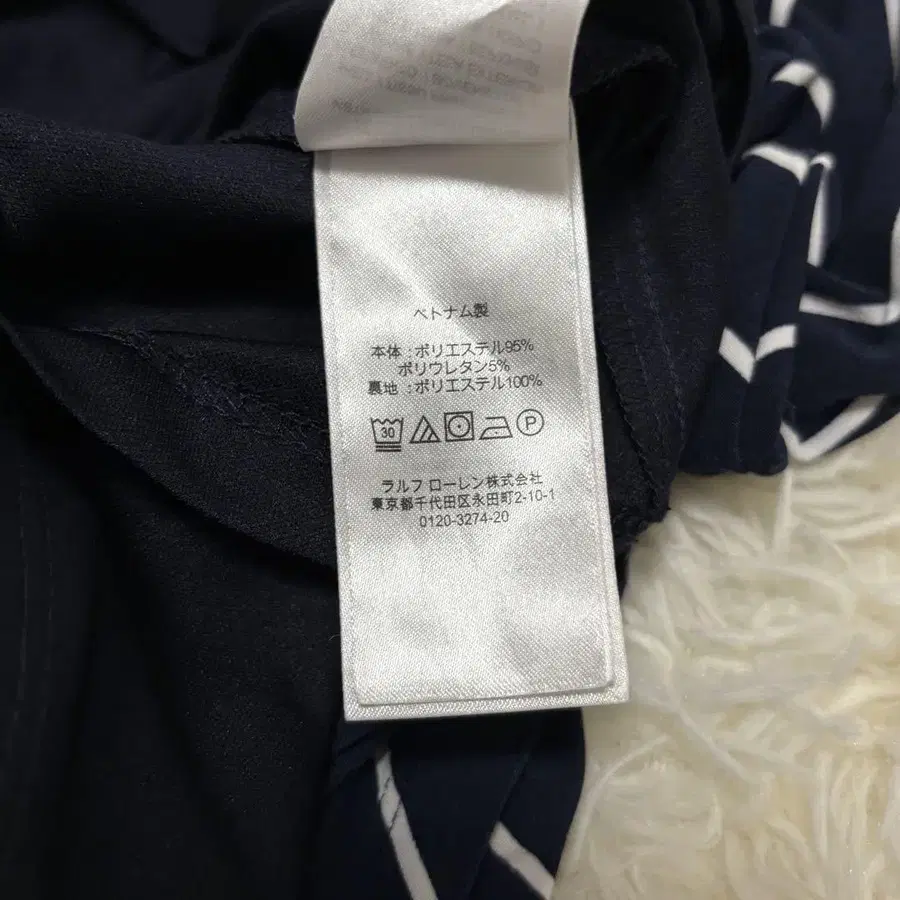 ベトナム製
本体 : ポリエステル95%
ポリウレタン5%
裏地 : ポリエステル100%
30
P
ラルフ ローレン株式会社
東京都千代田区永田町2-10-1
0120-3274-20